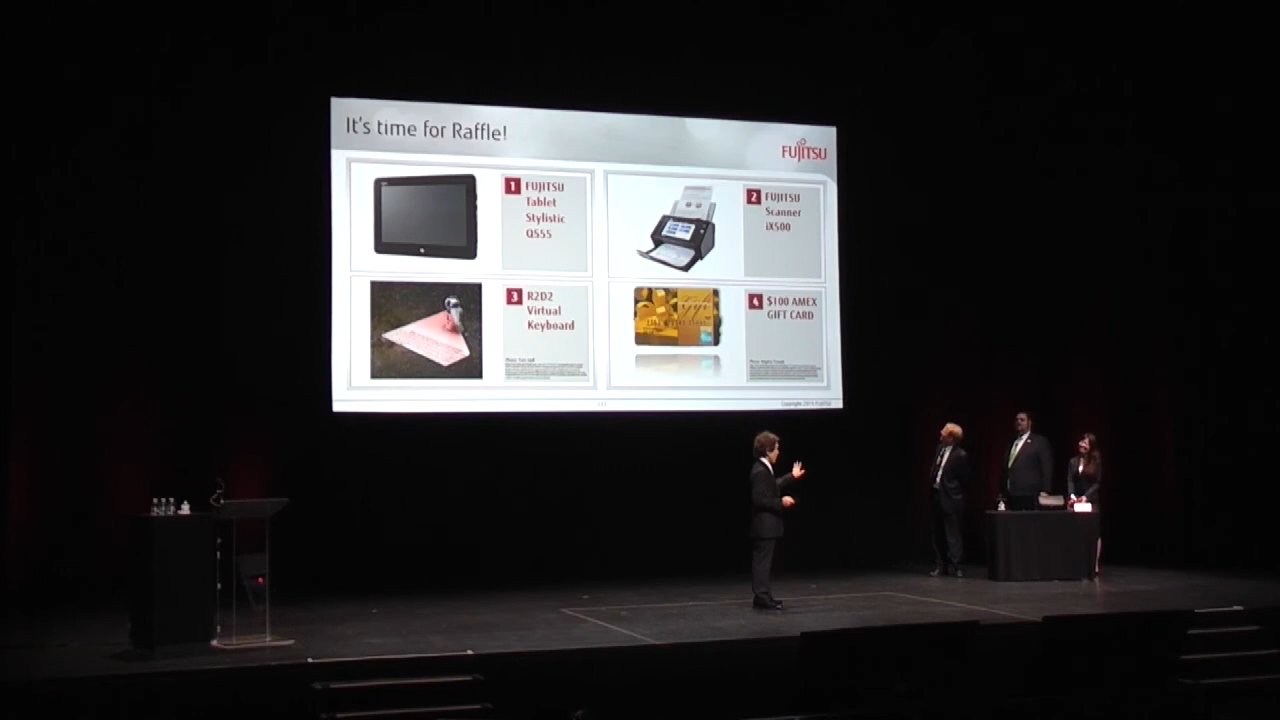 It's time for Raffle!
FUJITSU
1 FUJITSU
Tablet
Stylistic
Q555
2 FUJITSU
Scanner
iX500
3 R2D2
Virtual
Keyboard
4 $100 AMEX
GIFT CARD